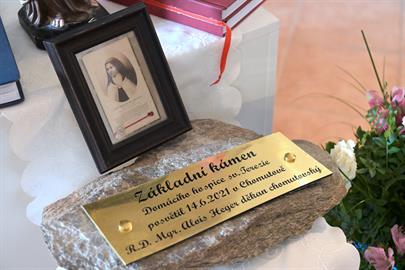 Základní kámen
Domácího hospice sv. Terezie
posvětil 14.6.2021 v Chomutově
R.D. Mgr. Alois Heger děkan chomutovský